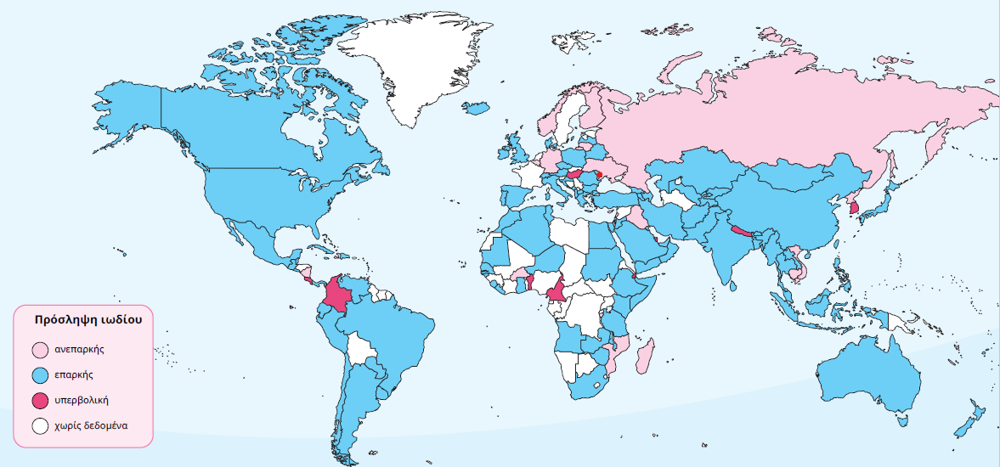 Πρόσληψη ιωδίου
ανεπαρκής
επαρκής
υπερβολική
χωρίς δεδομένα